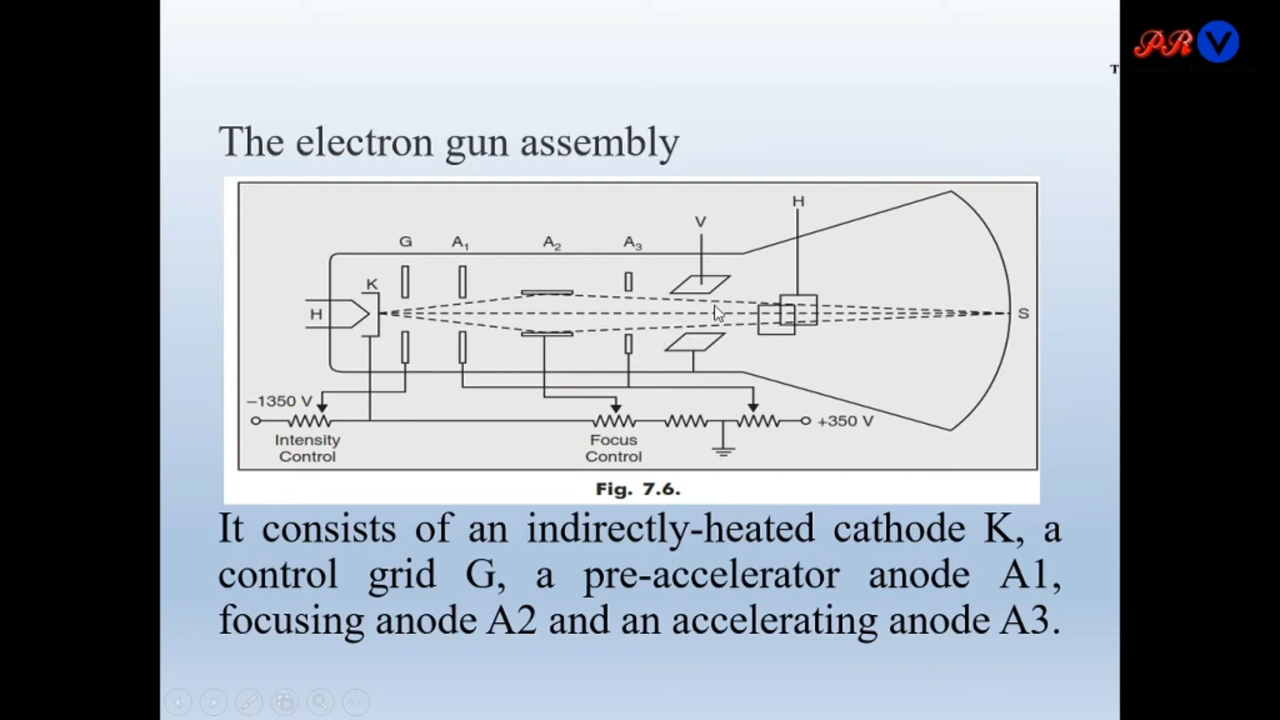 PR V
T
The electron gun assembly
V
H
G A₁ A₂ A₃
K
H
S
–1350 V
+350 V
Intensity
Control
Focus
Control
Fig. 7.6.
It consists of an indirectly-heated cathode K, a
control grid G, a pre-accelerator anode A1,
focusing anode A2 and an accelerating anode A3.